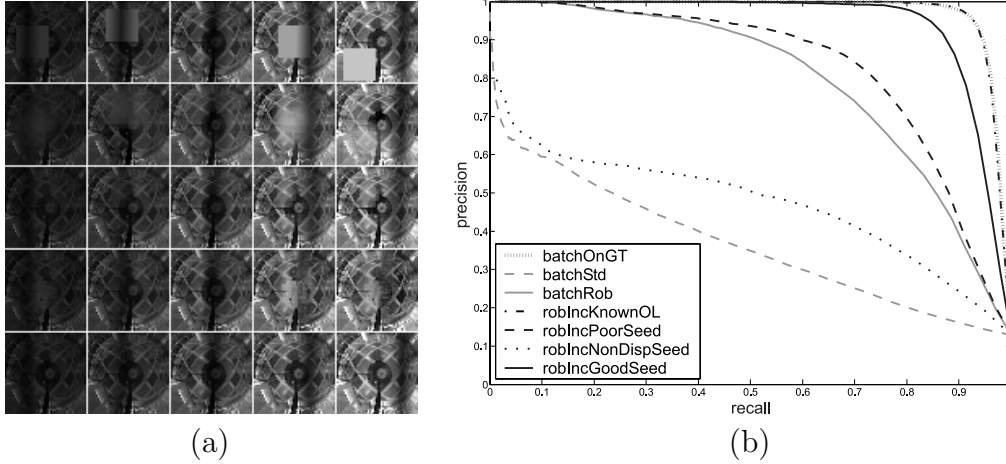 1
0.9
0.8
0.7
0.6
0.5
0.4
0.3
0.2
0.1
0
precision
batchOnGT
batchStd
batchRob
robIncKnownOL
robIncPoorSeed
robIncNonDispSeed
robIncGoodSeed
0 0.1 0.2 0.3 0.4 0.5 0.6 0.7 0.8 0.9
recall
(a) (b)